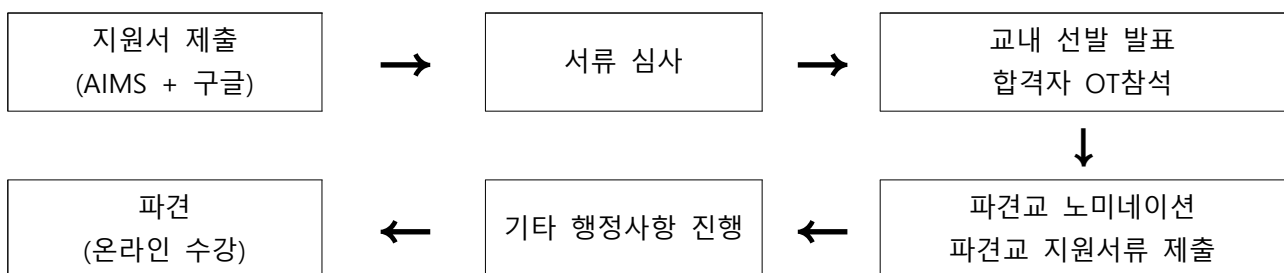 지원서 제출
(AIMS + 구글)
서류 심사
교내 선발 발표
합격자 OT참석
파견교 노미네이션
파견교 지원서류 제출
기타 행정사항 진행
파견
(온라인 수강)